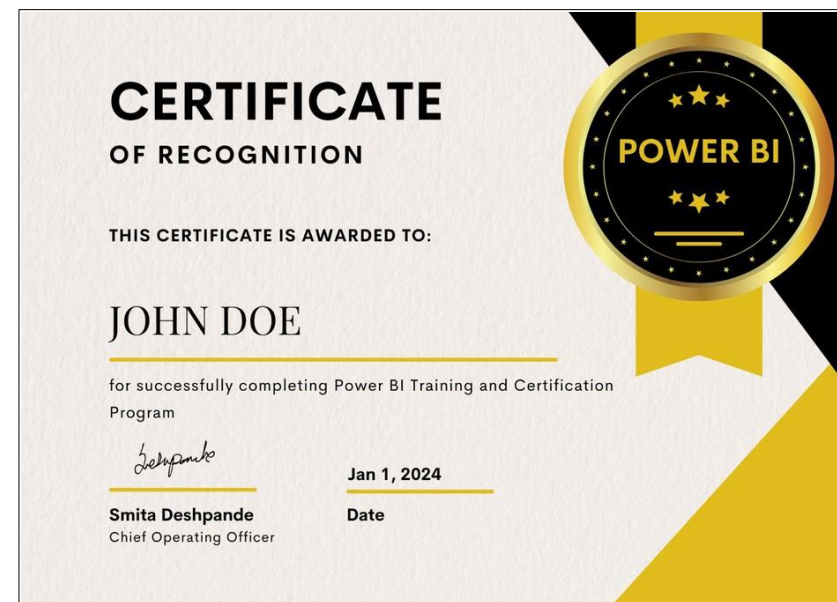 CERTIFICATE
OF RECOGNITION
POWER BI
THIS CERTIFICATE IS AWARDED TO:
JOHN DOE
for successfully completing Power BI Training and Certification
Program
Deshpande
Jan 1, 2024
Smita Deshpande
Date
Chief Operating Officer